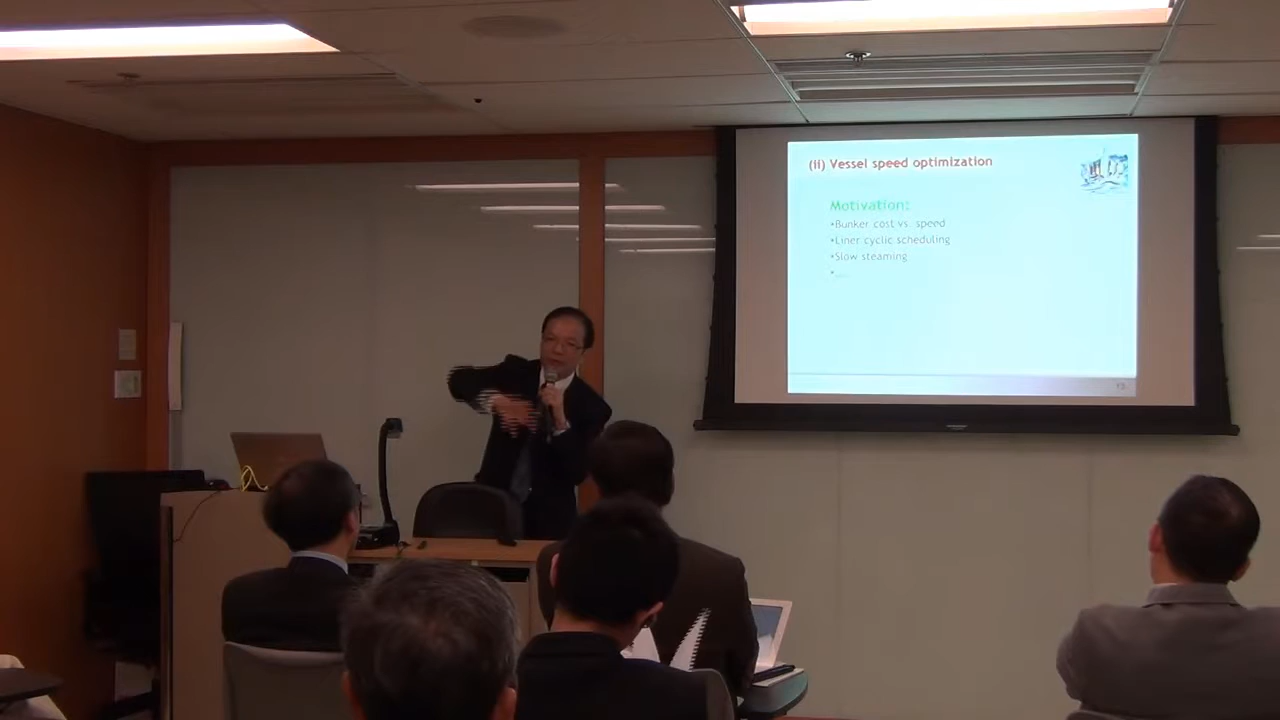 (ii) Vessel speed optimization
Motivation:
•Bunker cost vs. speed
•Liner cyclic scheduling
•Slow steaming
•....